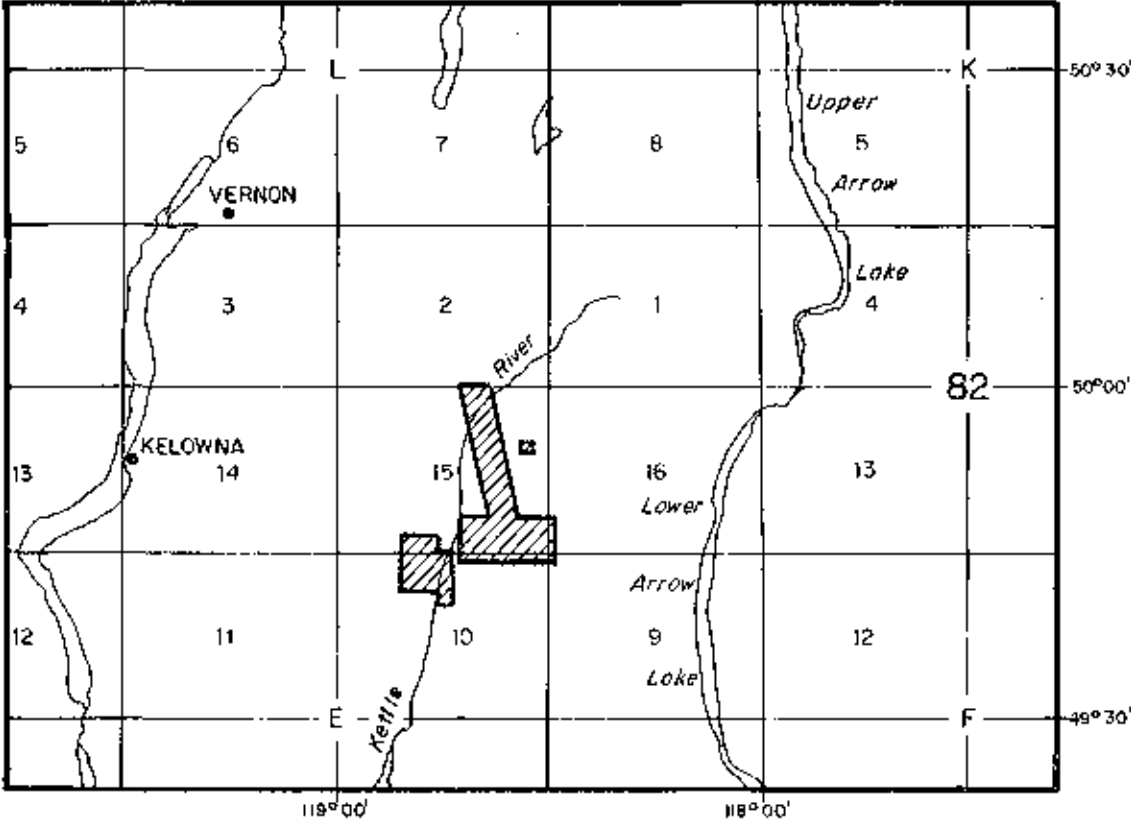 L
K
50° 30'
Upper
5
6
7
8
5
Arrow
VERNON
Lake
4
3
2
1
4
River
82
50° 00'
KELOWNA
13
14
15
16
13
Lower
Arrow
12
11
10
9
12
Lake
Kettle
E
F
49° 30'
119° 00'
118° 00'